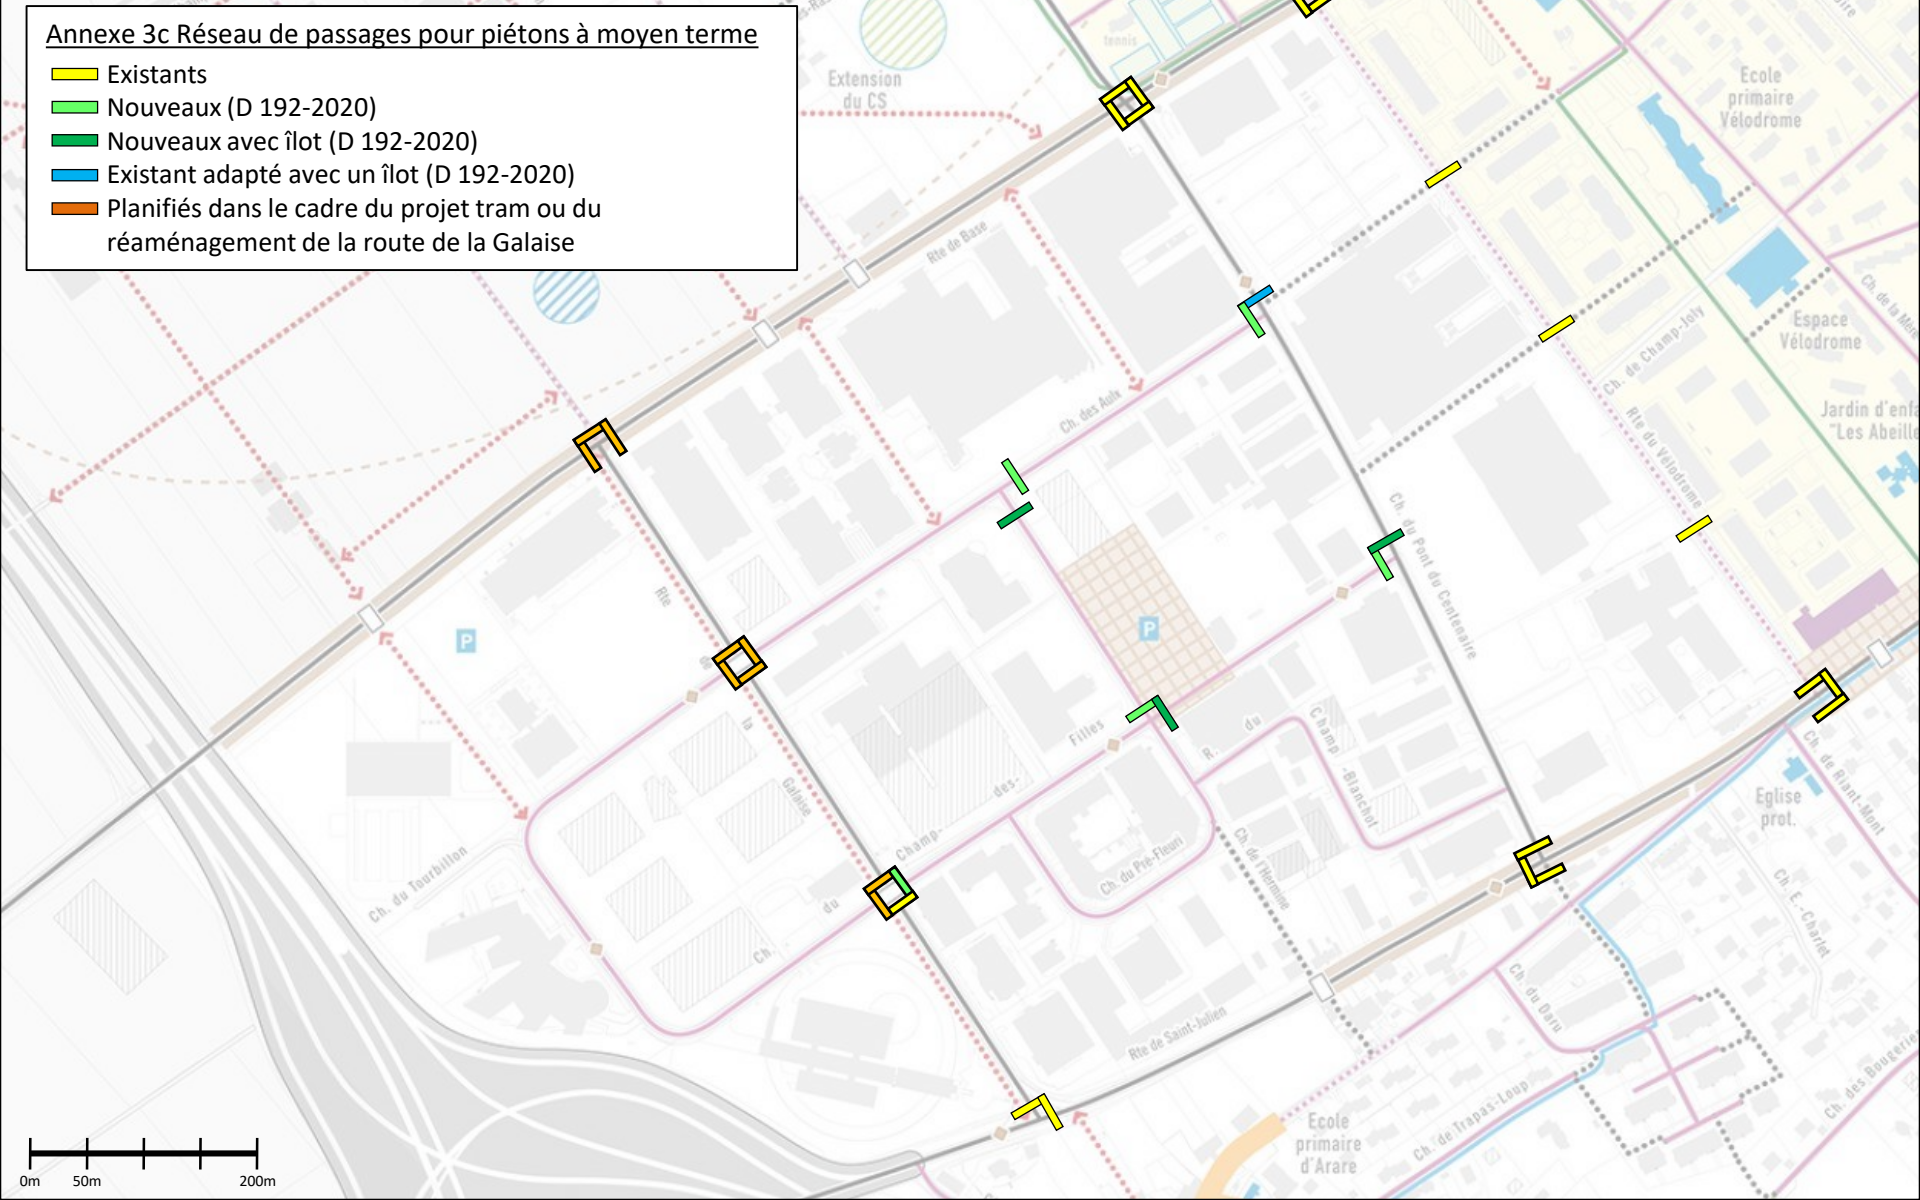 Annexe 3c Réseau de passages pour piétons à moyen terme
Existants
Nouveaux (D 192-2020)
Nouveaux avec îlot (D 192-2020)
Existant adapté avec un îlot (D 192-2020)
Planifiés dans le cadre du projet tram ou du
réaménagement de la route de la Galaise
tennis
Extension
du CS
Ecole
primaire
Vélodrome
Rte de Base
Ch. de la Mère
Espace
Vélodrome
Ch. de Champ-Joly
Ch. des Aulx
Jardin d'enfa
"Les Abeille
Rte du Vélodrome
Ch. du Pont du Centenaire
Rte
la
Galaise
P
P
Filles
des-
Champ-
du
Ch.
R. du
Champ
-Blanchot
Ch. de Riant-Mont
Eglise
prot.
Ch. du Tourbillon
Ch. du Pré-Fleuri
Ch. de l'Hermine
Ch. E.-Charlet
Ch. du Daru
Rte de Saint-Julien
Ch. de Trapas-Loup
Ch. des Bougeries
Ecole
primaire
d'Arare
0m 50m 200m